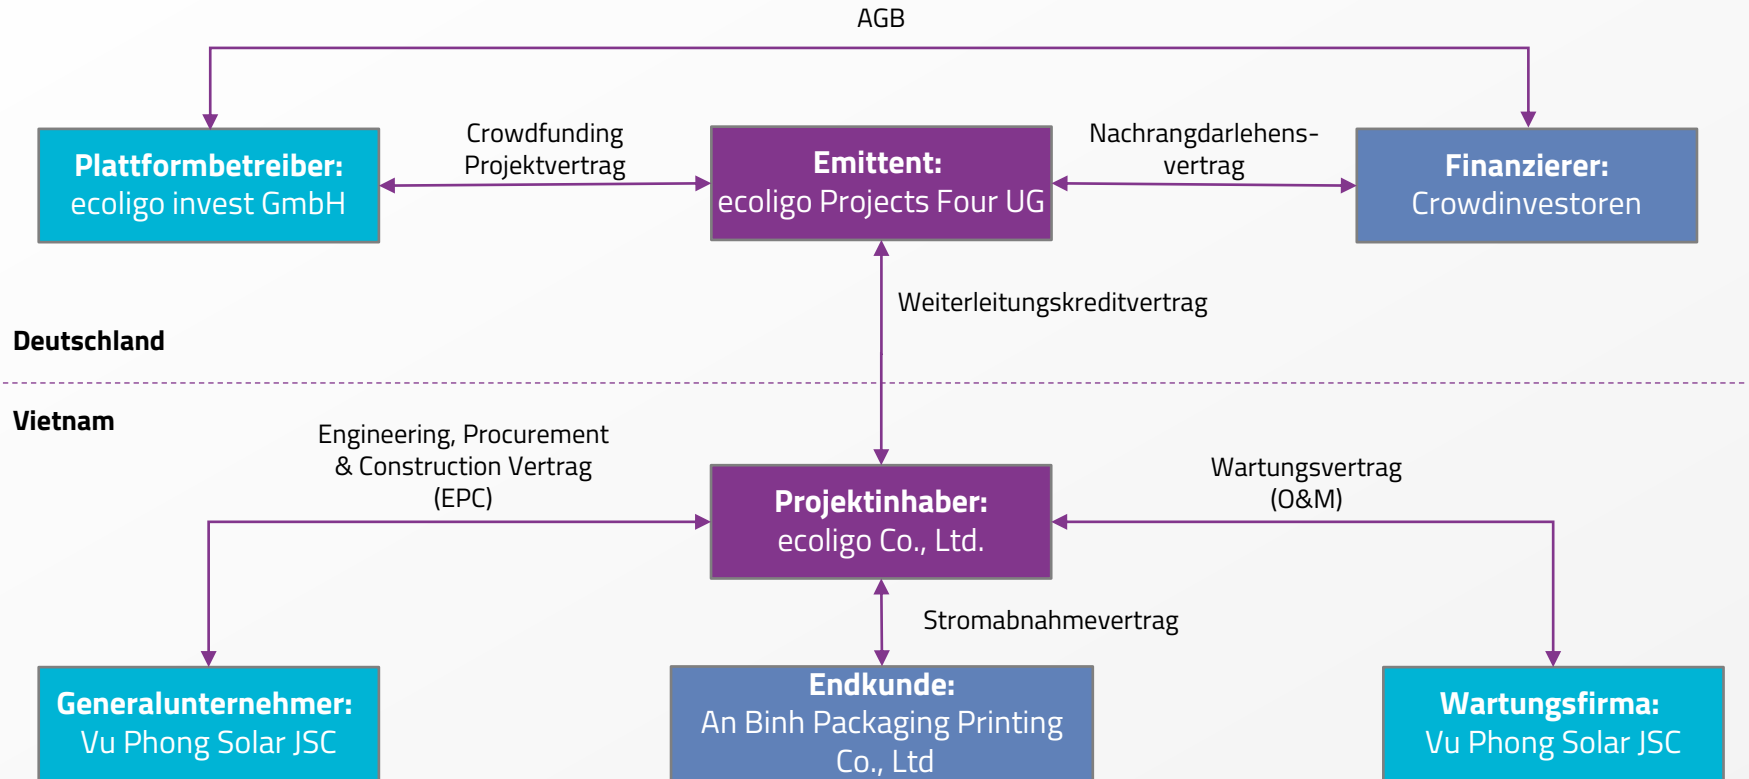 AGB
Plattformbetreiber:
ecoligo invest GmbH
Crowdfunding
Projektvertrag
Emittent:
ecoligo Projects Four UG
Nachrangdarlehens-
vertrag
Finanzierer:
Crowdinvestoren
Weiterleitungskreditvertrag
Deutschland
Vietnam
Engineering, Procurement
& Construction Vertrag
(EPC)
Projektinhaber:
ecoligo Co., Ltd.
Wartungsvertrag
(O&M)
Stromabnahmevertrag
Generalunternehmer:
Vu Phong Solar JSC
Endkunde:
An Binh Packaging Printing
Co., Ltd
Wartungsfirma:
Vu Phong Solar JSC